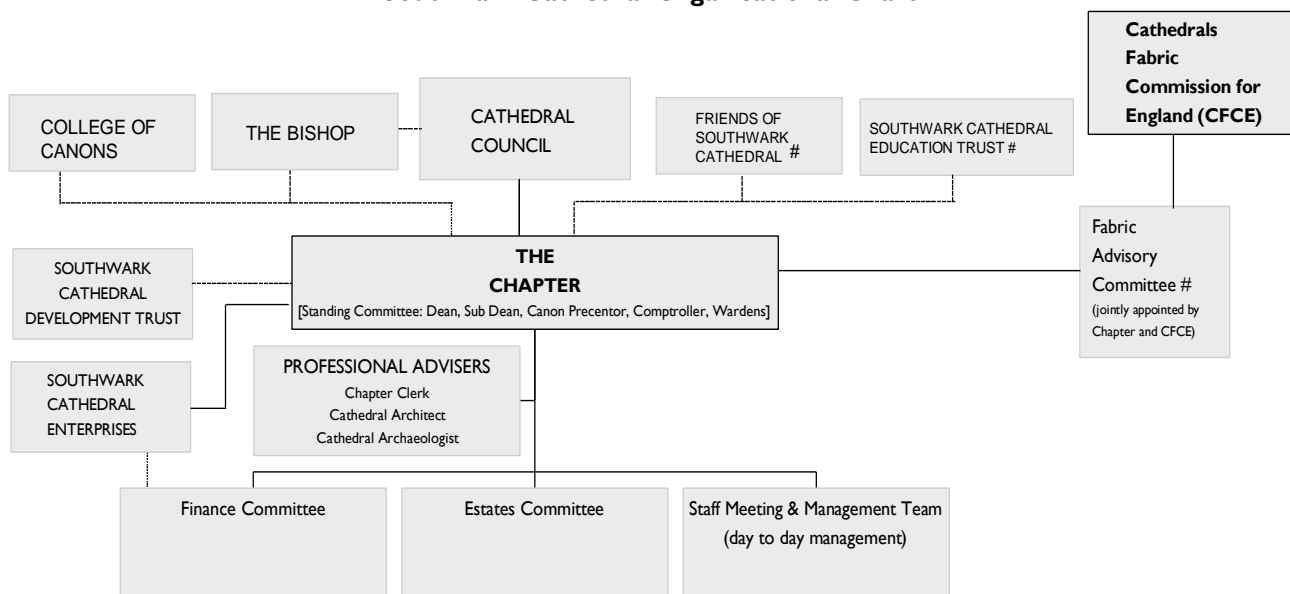 Cathedrals
Fabric
Commission for
England (CFCE)
COLLEGE OF
CANONS
THE BISHOP
CATHEDRAL
COUNCIL
FRIENDS OF
SOUTHWARK
CATHEDRAL #
SOUTHWARK CATHEDRAL
EDUCATION TRUST #
Fabric
Advisory
Committee #
(jointly appointed by
Chapter and CFCE)
THE
CHAPTER
[Standing Committee: Dean, Sub Dean, Canon Precentor, Comptroller, Wardens]
SOUTHWARK
CATHEDRAL
DEVELOPMENT TRUST
SOUTHWARK
CATHEDRAL
ENTERPRISES
PROFESSIONAL ADVISERS
Chapter Clerk
Cathedral Architect
Cathedral Archaeologist
Finance Committee
Estates Committee
Staff Meeting & Management Team
(day to day management)